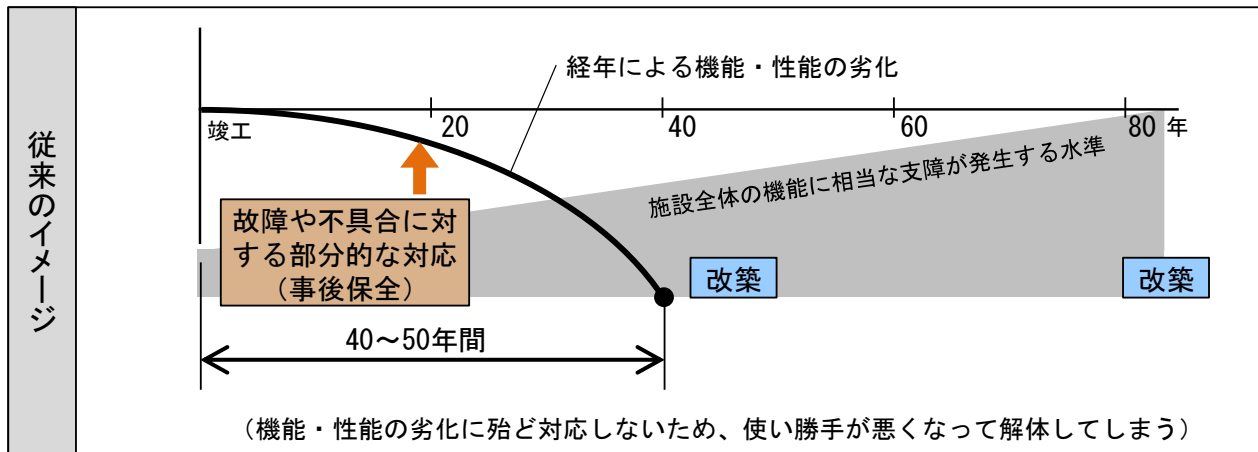 従来のイメージ
経年による機能・性能の劣化
竣工
20
40
60
80 年
施設全体の機能に相当な支障が発生する水準
故障や不具合に対
する部分的な対応
（事後保全）
改築
改築
40～50年間
（機能・性能の劣化に殆ど対応しないため、使い勝手が悪くなって解体してしまう）